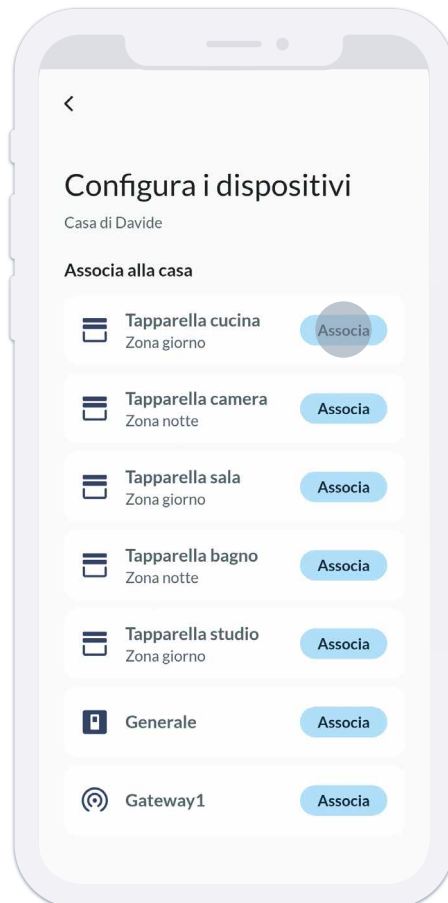 Configura i dispositivi
Casa di Davide
Associa alla casa
Tapparella cucina
Zona giorno
Associa
Tapparella camera
Zona notte
Associa
Tapparella sala
Zona giorno
Associa
Tapparella bagno
Zona notte
Associa
Tapparella studio
Zona giorno
Associa
Generale
Associa
Gateway1
Associa